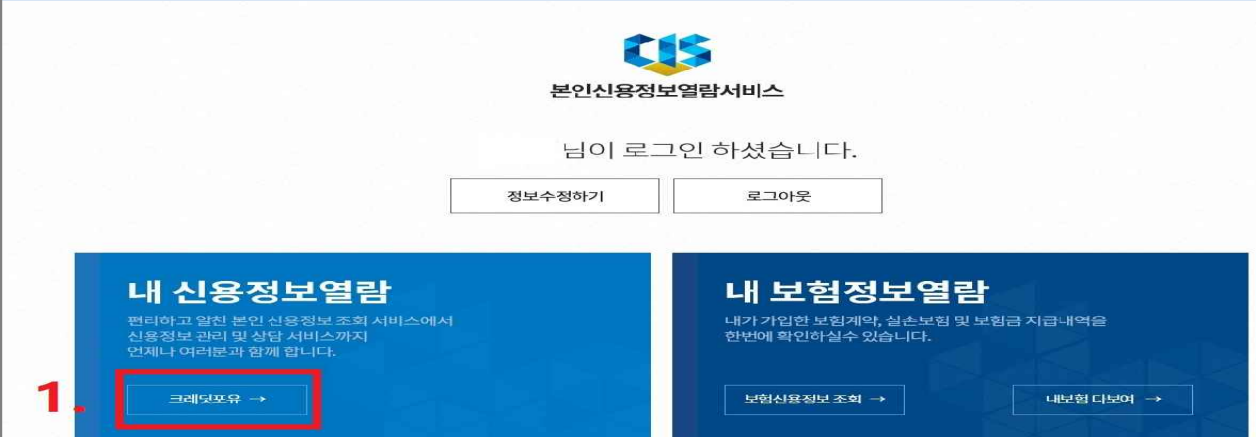 CIS
본인신용정보열람서비스
님이 로그인 하셨습니다.
정보수정하기
로그아웃
내 신용정보열람
편리하고 알찬 본인 신용정보 조회 서비스에서
신용정보 관리 및 상담 서비스까지
언제나 여러분과 함께 합니다.
1.
크레딧포유 →
내 보험정보열람
내가 가입한 보험계약, 실손보험 및 보험금 지급내역을
한번에 확인하실수 있습니다.
보험신용정보 조회 →
내보험 다보여 →